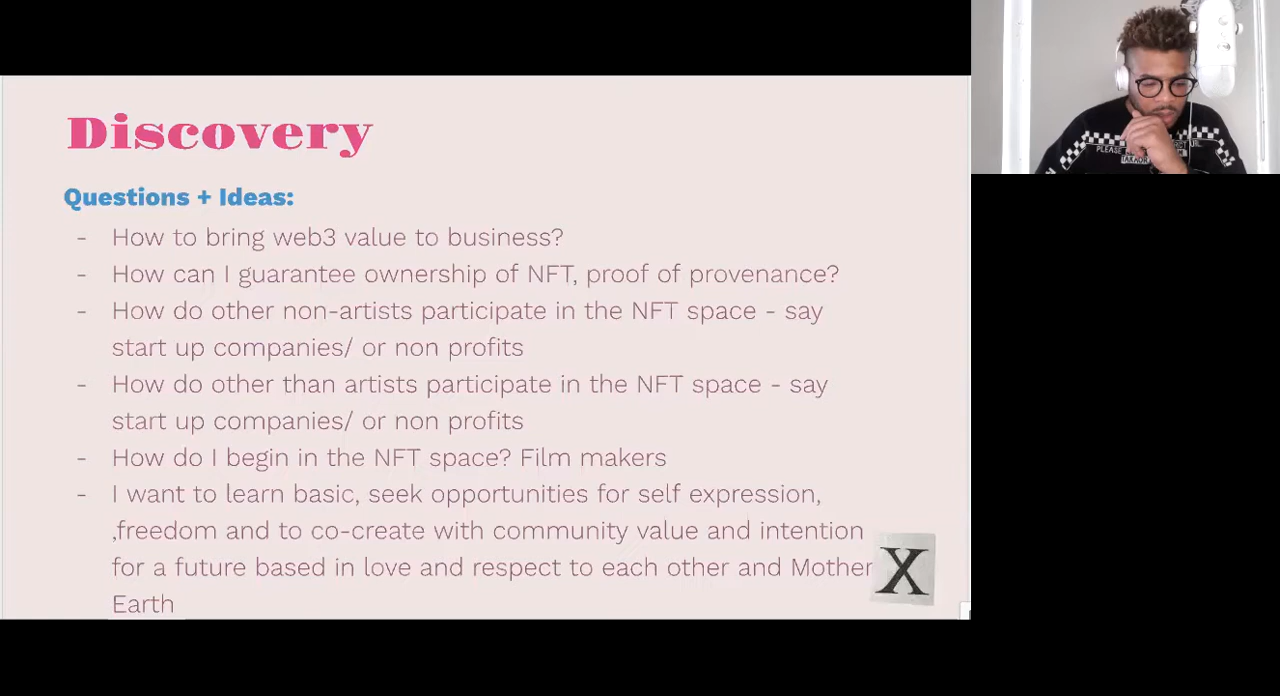 Discovery
Questions + Ideas:
- How to bring web3 value to business?
- How can I guarantee ownership of NFT, proof of provenance?
- How do other non-artists participate in the NFT space - say
start up companies/ or non profits
- How do other than artists participate in the NFT space - say
start up companies/ or non profits
- How do I begin in the NFT space? Film makers
- I want to learn basic, seek opportunities for self expression,
,freedom and to co-create with community value and intention
for a future based in love and respect to each other and Mother
Earth
X
PLEASE